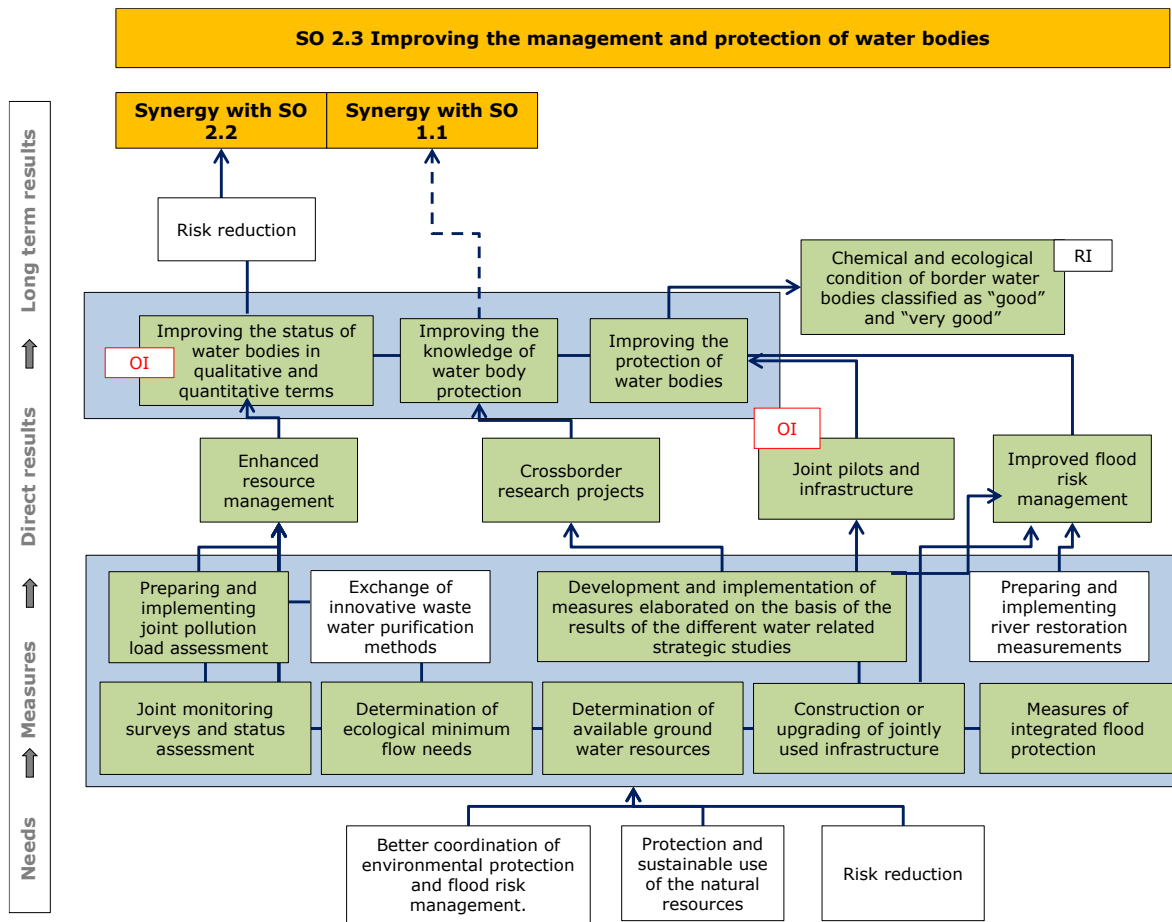 SO 2.3 Improving the management and protection of water bodies
Synergy with SO
2.2
Synergy with SO
1.1
Long term results
Direct results
Measures
Needs
Risk reduction
Chemical and ecological
condition of border water
bodies classified as “good”
and “very good”
RI
Improving the status of
water bodies in
qualitative and
quantitative terms
OI
Improving the
knowledge of
water body
protection
Improving the
protection of
water bodies
OI
Enhanced
resource
management
Crossborder
research projects
Joint pilots and
infrastructure
Improved flood
risk
management
Preparing and
implementing
joint pollution
load assessment
Exchange of
innovative waste
water purification
methods
Development and implementation of
measures elaborated on the basis of the
results of the different water related
strategic studies
Preparing and
implementing
river restoration
measurements
Joint monitoring
surveys and status
assessment
Determination of
ecological minimum
flow needs
Determination of
available ground
water resources
Construction or
upgrading of jointly
used infrastructure
Measures of
integrated flood
protection
Better coordination of
environmental protection
and flood risk
management.
Protection and
sustainable use
of the natural
resources
Risk reduction